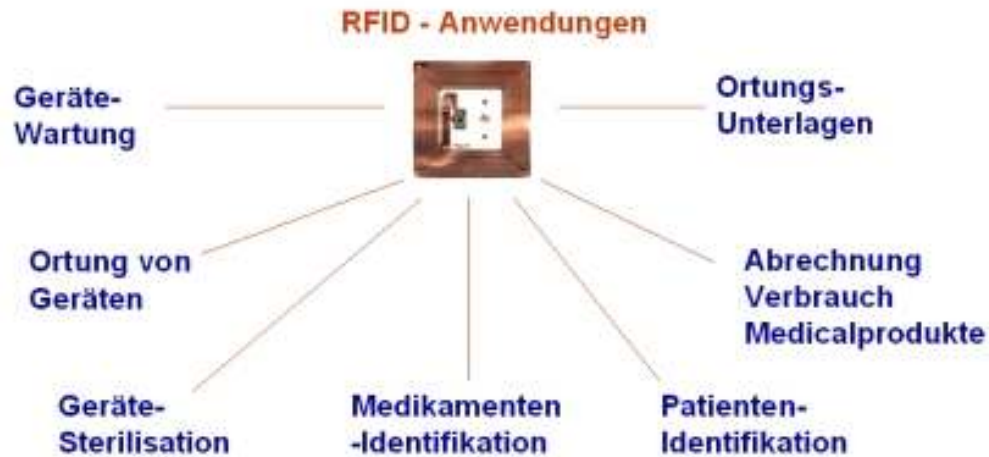 RFID - Anwendungen
Geräte-
Wartung
Ortungs-
Unterlagen
Ortung von
Geräten
Abrechnung
Verbrauch
Medicalprodukte
Geräte-
Sterilisation
Medikamenten
-Identifikation
Patienten-
Identifikation